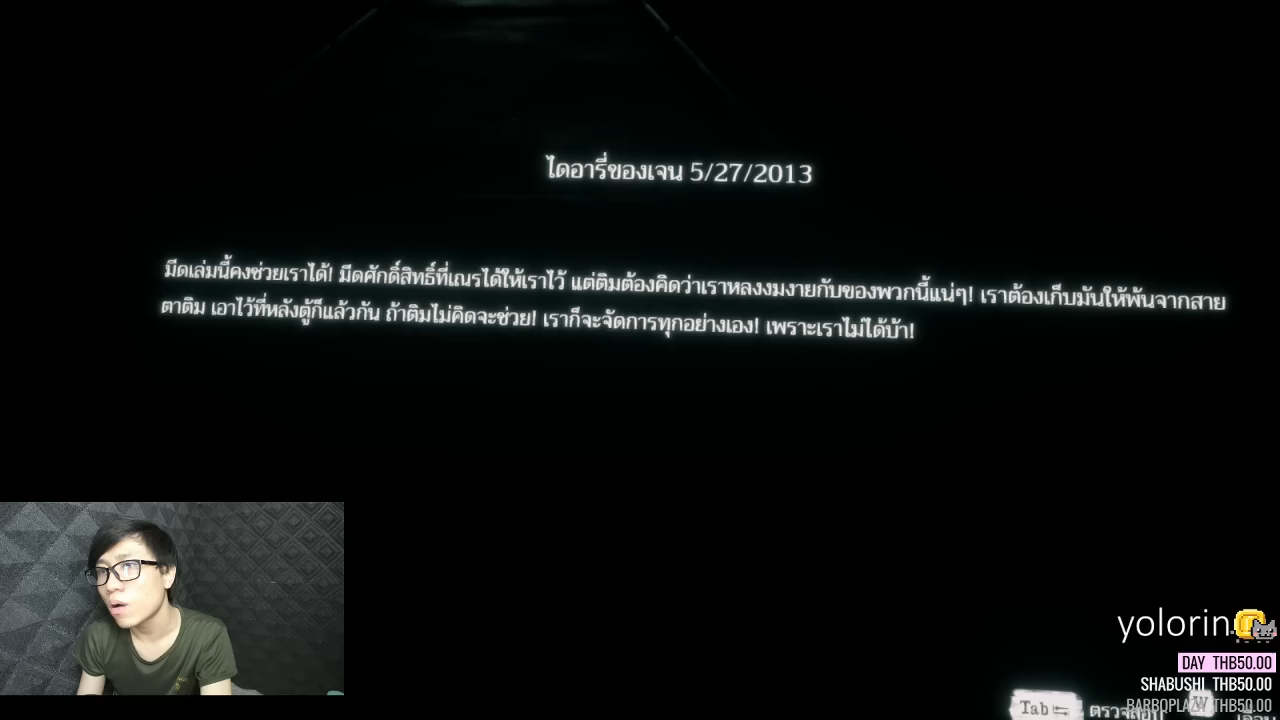 ไดอารี่ของเจน 5/27/2013
มีดเล่มนี้คงช่วยเราได้! มีดศักดิ์สิทธิ์ที่เณรได้ให้เราไว้ แต่ติมต้องคิดว่าเราหลงงมงายกับของพวกนี้แน่ๆ! เราต้องเก็บมันให้พ้นจากสาย
ตาติม เอาไว้ที่หลังตู้ก็แล้วกัน ถ้าติมไม่คิดจะช่วย! เราก็จะจัดการทุกอย่างเอง! เพราะเราไม่ได้บ้า!
yolorin
DAY THB50.00
SHABUSHI THB50.00
THB50.00
Tab ตรวจสอบ W